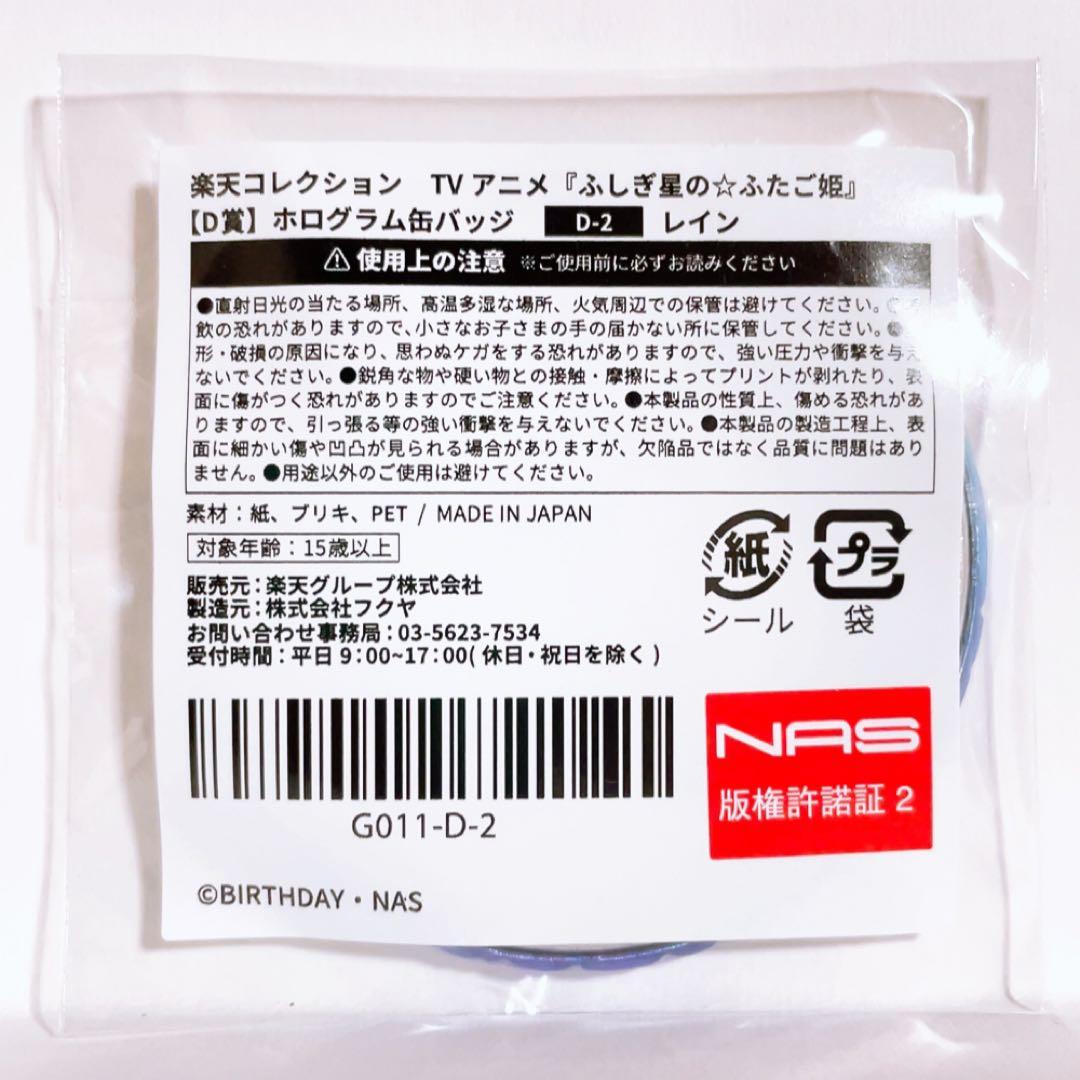 楽天コレクション TVアニメ『ふしぎ星の☆ふたご姫』
【D賞】ホログラム缶バッジ D-2 レイン
⚠使用上の注意 ※ご使用前に必ずお読みください
●直射日光の当たる場所、高温多湿な場所、火気周辺での保管は避けてください。
飲の恐れがありますので、小さなお子さまの手の届かない所に保管してください。
形・破損の原因になり、思わぬケガをする恐れがありますので、強い圧力や衝撃を与え
ないでください。●鋭角な物や硬い物との接触・摩擦によってプリントが剥れたり、表
面に傷がつく恐れがありますのでご注意ください。●本製品の性質上、傷める恐れがあ
りますので、引っ張る等の強い衝撃を与えないでください。●本製品の製造工程上、表
面に細かい傷や凹凸が見られる場合がありますが、欠陥品ではなく品質に問題はあり
ません。●用途以外のご使用は避けてください。
素材：紙、ブリキ、PET / MADE IN JAPAN
対象年齢：15歳以上
紙
シール
プラ
袋
販売元：楽天グループ株式会社
製造元：株式会社フクヤ
お問い合わせ事務局：03-5623-7534
受付時間：平日9：00~17：00(休日・祝日を除く)
G011-D-2
NAS
版権許諾証 2
©BIRTHDAY・NAS